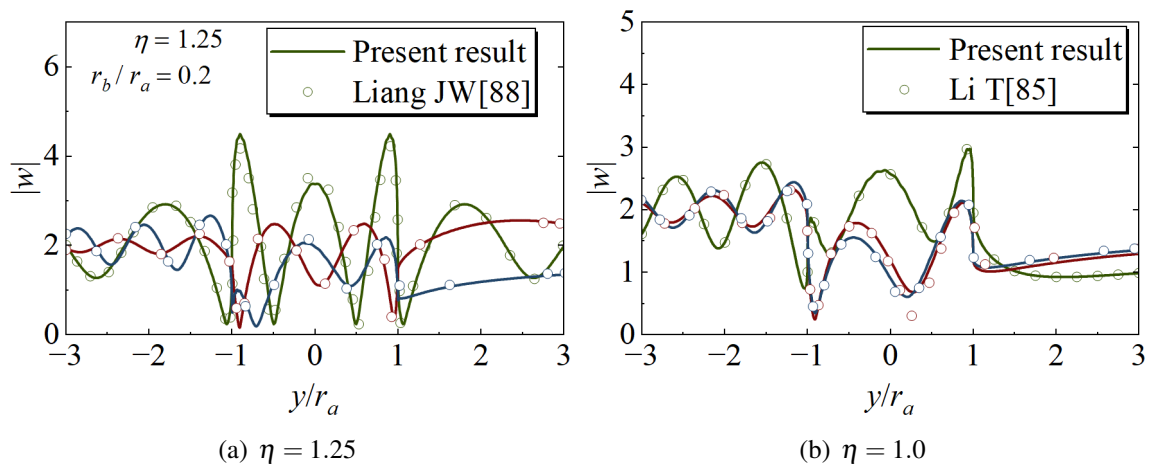 η = 1.25
r_b / r_a = 0.2
Present result
Liang JW[88]
|w|
6
4
2
0
−3 −2 −1 0 1 2 3
y/r_a
(a) η = 1.25
Present result
Li T[85]
|w|
5
4
3
2
1
0
−3 −2 −1 0 1 2 3
y/r_a
(b) η = 1.0